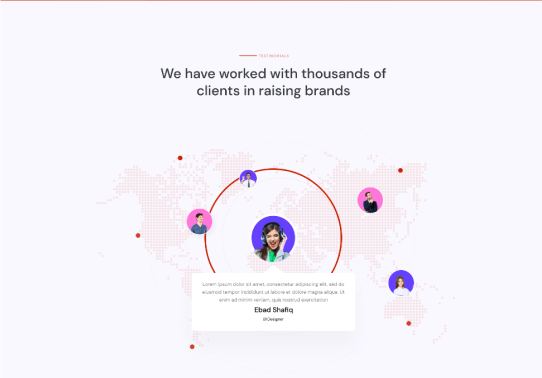 TESTIMONIALS
We have worked with thousands of
clients in raising brands
Lorem ipsum dolor sit amet, consectetur adipiscing elit, sed do
eiusmod tempor incididunt ut labore et dolore magna aliqua. Ut
enim ad minim veniam, quis nostrud exercitation
Ebad Shafiq
UI Designer